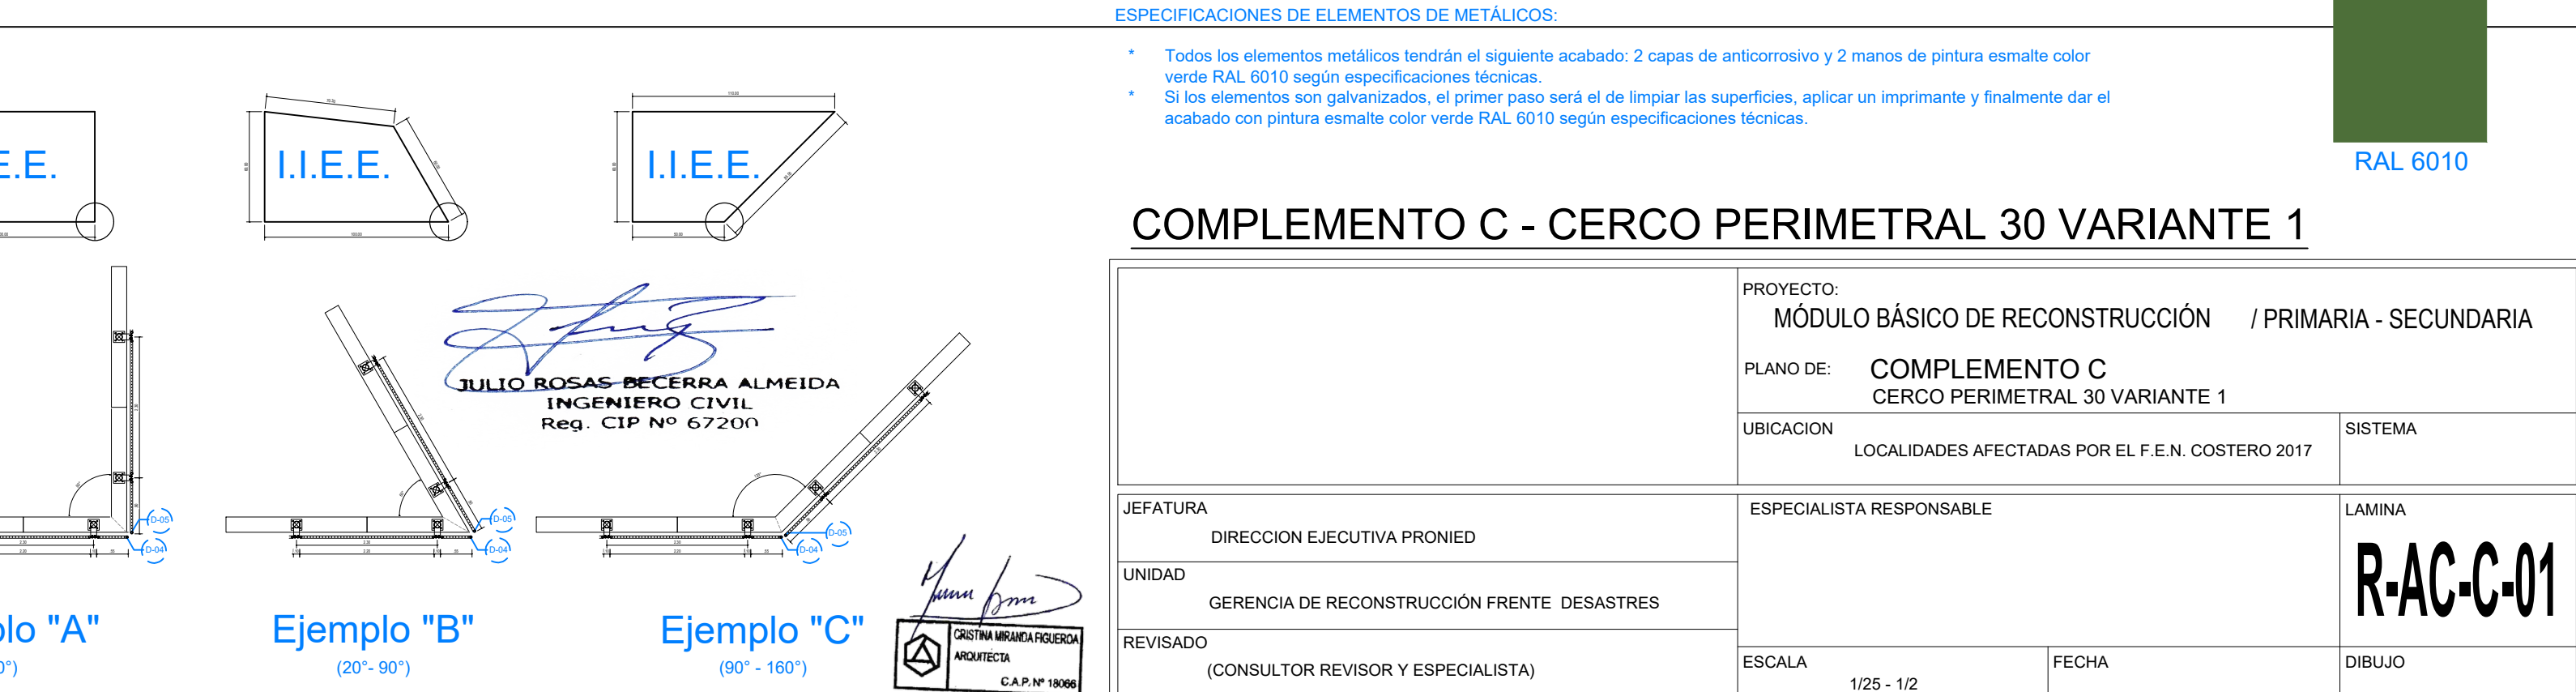 ESPECIFICACIONES DE ELEMENTOS DE METÁLICOS:
* Todos los elementos metálicos tendrán el siguiente acabado: 2 capas de anticorrosivo y 2 manos de pintura esmalte color
verde RAL 6010 según especificaciones técnicas.
* Si los elementos son galvanizados, el primer paso será el de limpiar las superficies, aplicar un imprimante y finalmente dar el
acabado con pintura esmalte color verde RAL 6010 según especificaciones técnicas.
RAL 6010
I.I.E.E.
I.I.E.E.
COMPLEMENTO C - CERCO PERIMETRAL 30 VARIANTE 1
JULIO ROSAS BECERRA ALMEIDA
INGENIERO CIVIL
Reg. CIP Nº 67200
D-05
D-04
D-05
D-04
D-05
D-04
"A"
Ejemplo "B"
(20°- 90°)
Ejemplo "C"
(90° - 160°)
CRISTINA MIRANDA FIGUEROA
ARQUITECTA
C.A.P. Nº 18066
PROYECTO:
MÓDULO BÁSICO DE RECONSTRUCCIÓN / PRIMARIA - SECUNDARIA
PLANO DE: COMPLEMENTO C
CERCO PERIMETRAL 30 VARIANTE 1
UBICACION
LOCALIDADES AFECTADAS POR EL F.E.N. COSTERO 2017
SISTEMA
JEFATURA
DIRECCION EJECUTIVA PRONIED
UNIDAD
GERENCIA DE RECONSTRUCCIÓN FRENTE DESASTRES
REVISADO
(CONSULTOR REVISOR Y ESPECIALISTA)
ESPECIALISTA RESPONSABLE
LAMINA
R-AC-C-01
ESCALA
1/25 - 1/2
FECHA
DIBUJO